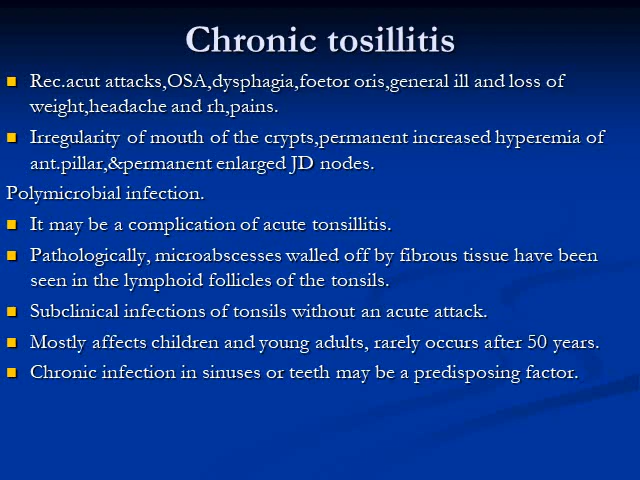 Chronic tosillitis
Rec.acut attacks,OSA,dysphagia,foetor oris,general ill and loss of
weight,headache and rh,pains.
Irregularity of mouth of the crypts,permanent increased hyperemia of
ant.pillar,&permanent enlarged JD nodes.
Polymicrobial infection.
It may be a complication of acute tonsillitis.
Pathologically, microabscesses walled off by fibrous tissue have been
seen in the lymphoid follicles of the tonsils.
Subclinical infections of tonsils without an acute attack.
Mostly affects children and young adults, rarely occurs after 50 years.
Chronic infection in sinuses or teeth may be a predisposing factor.